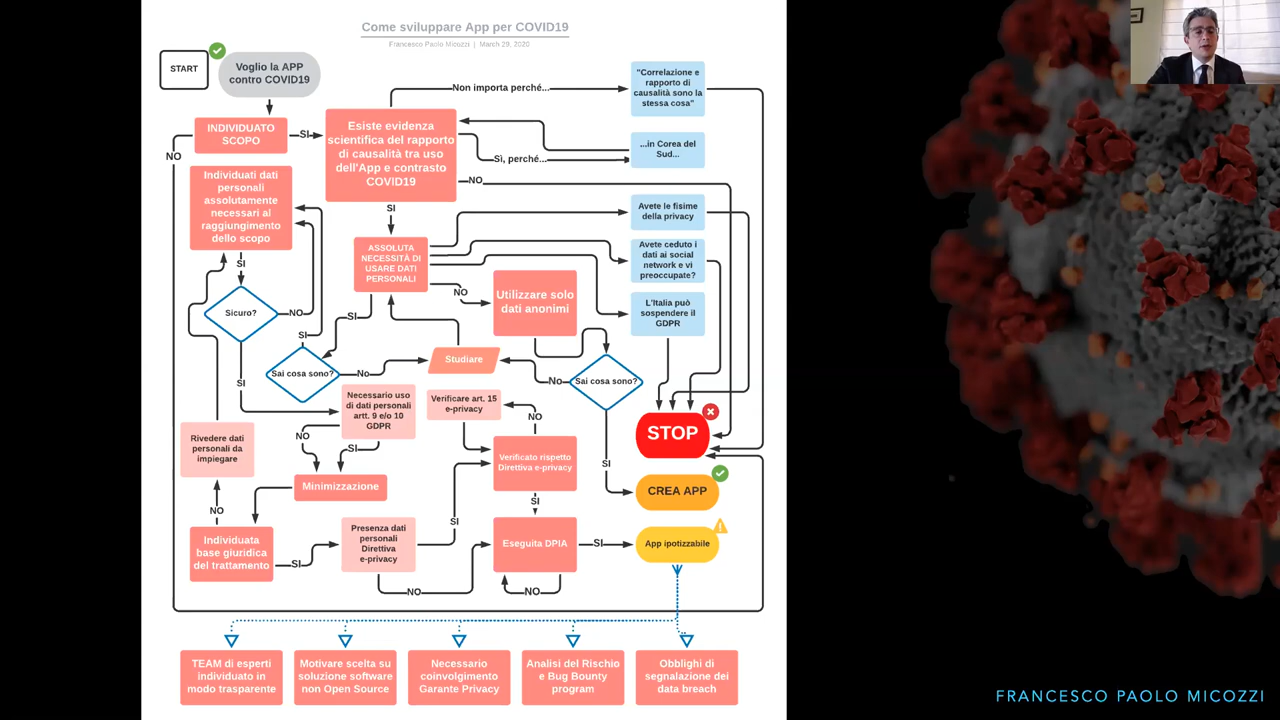 Come sviluppare App per COVID19
Francesco Paolo Micozzi | March 29, 2020
START
Voglio la APP
contro COVID19
Non importa perché...
"Correlazione e
rapporto di
causalità sono la
stessa cosa"
INDIVIDUATO
SCOPO
SI
NO
Esiste evidenza
scientifica del rapporto
di causalità tra uso
dell'App e contrasto
COVID19
Sì, perché...
...in Corea del
Sud...
NO
SI
Individuati dati
personali
assolutamente
necessari al
raggiungimento
dello scopo
Avete le fisime
della privacy
ASSOLUTA
NECESSITÀ DI
USARE DATI
PERSONALI
Avete ceduto i
dati ai social
network e vi
preoccupate?
SI
NO
Utilizzare solo
dati anonimi
L'Italia può
sospendere il
GDPR
Sicuro?
NO
SI
SI
Sai cosa sono?
No
Studiare
No
Sai cosa sono?
SI
Necessario uso
di dati personali
artt. 9 e/o 10
GDPR
Verificare art. 15
e-privacy
NO
STOP
Rivedere dati
personali da
impiegare
NO
SI
Verificato rispetto
Direttiva e-privacy
SI
Minimizzazione
SI
CREA APP
NO
Individuata
base giuridica
del trattamento
SI
Presenza dati
personali
Direttiva
e-privacy
SI
Eseguita DPIA
SI
App ipotizzabile
NO
NO
TEAM di esperti
individuato in
modo trasparente
Motivare scelta su
soluzione software
non Open Source
Necessario
coinvolgimento
Garante Privacy
Analisi del Rischio
e Bug Bounty
program
Obblighi di
segnalazione dei
data breach
FRANCESCO PAOLO MICOZZI